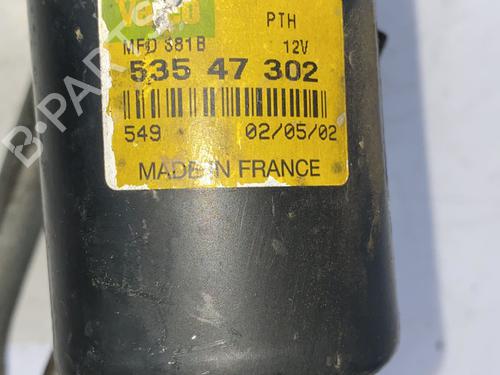 Valeo
PTH
MFD 381B 12V
535 47 302
549 02/05/02
MADE IN FRANCE
B-PARTS